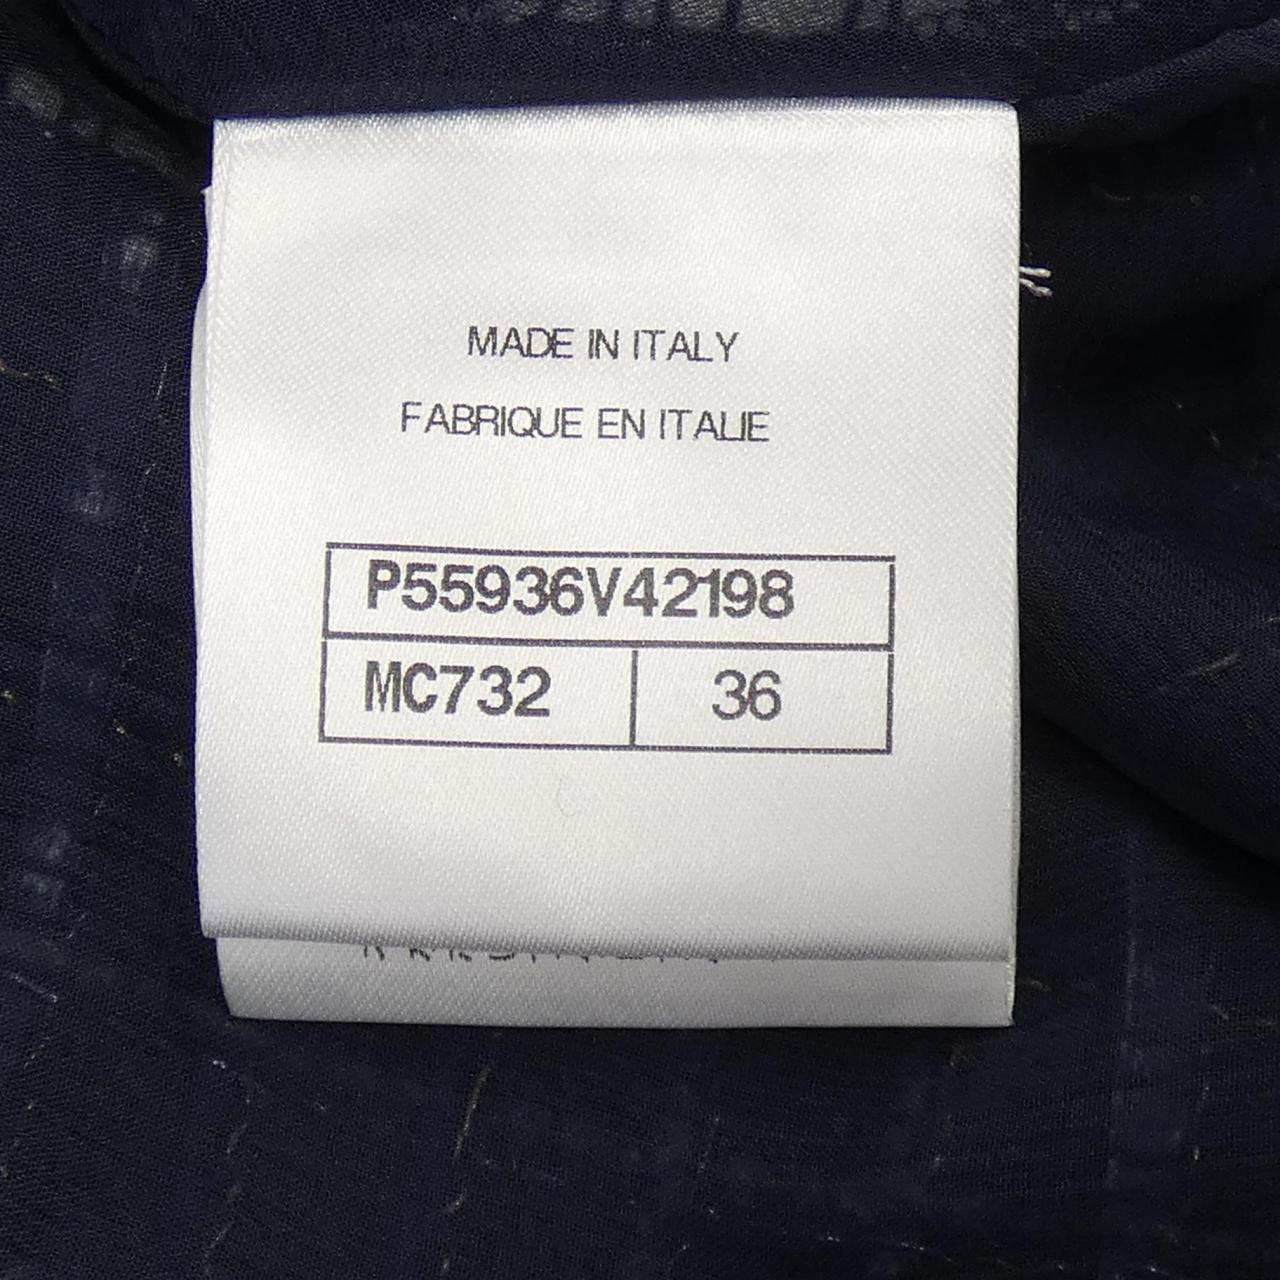 MADE IN ITALY
FABRIQUE EN ITALIE
P55936V42198
MC732
36